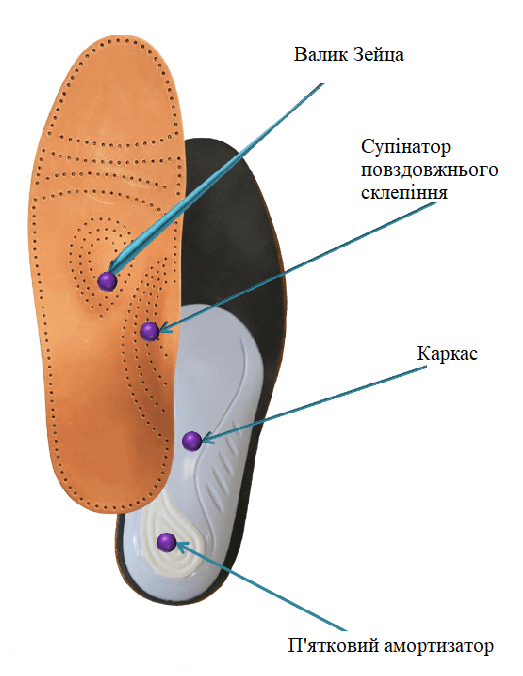 Валик Зейца
Супінатор
повздовжнього
склепіння
Каркас
П'ятковий амортизатор